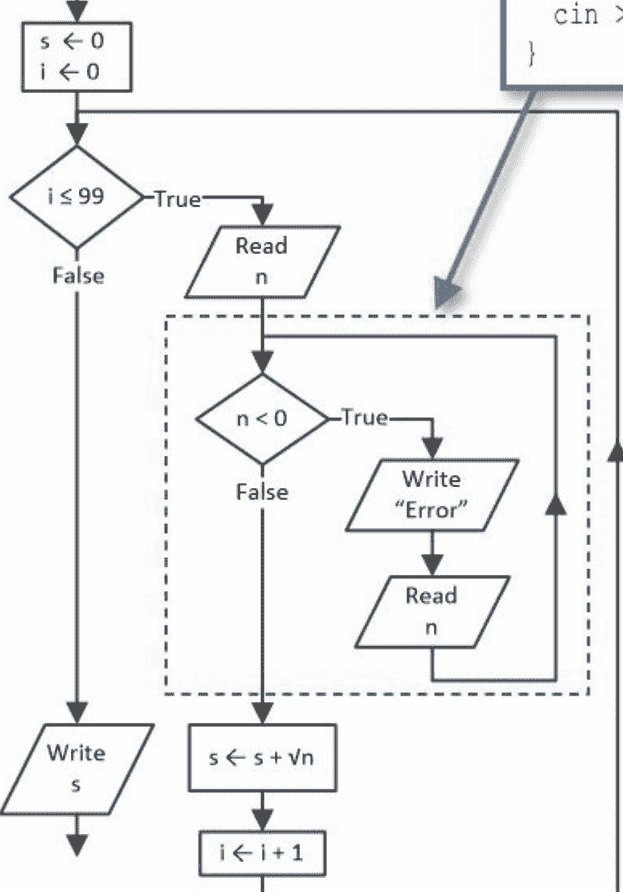 cin >
}
s ← 0
i ← 0
i ≤ 99
True
Read
n
False
n < 0
True
Write
"Error"
False
Read
n
Write
s
s ← s + √n
i ← i + 1